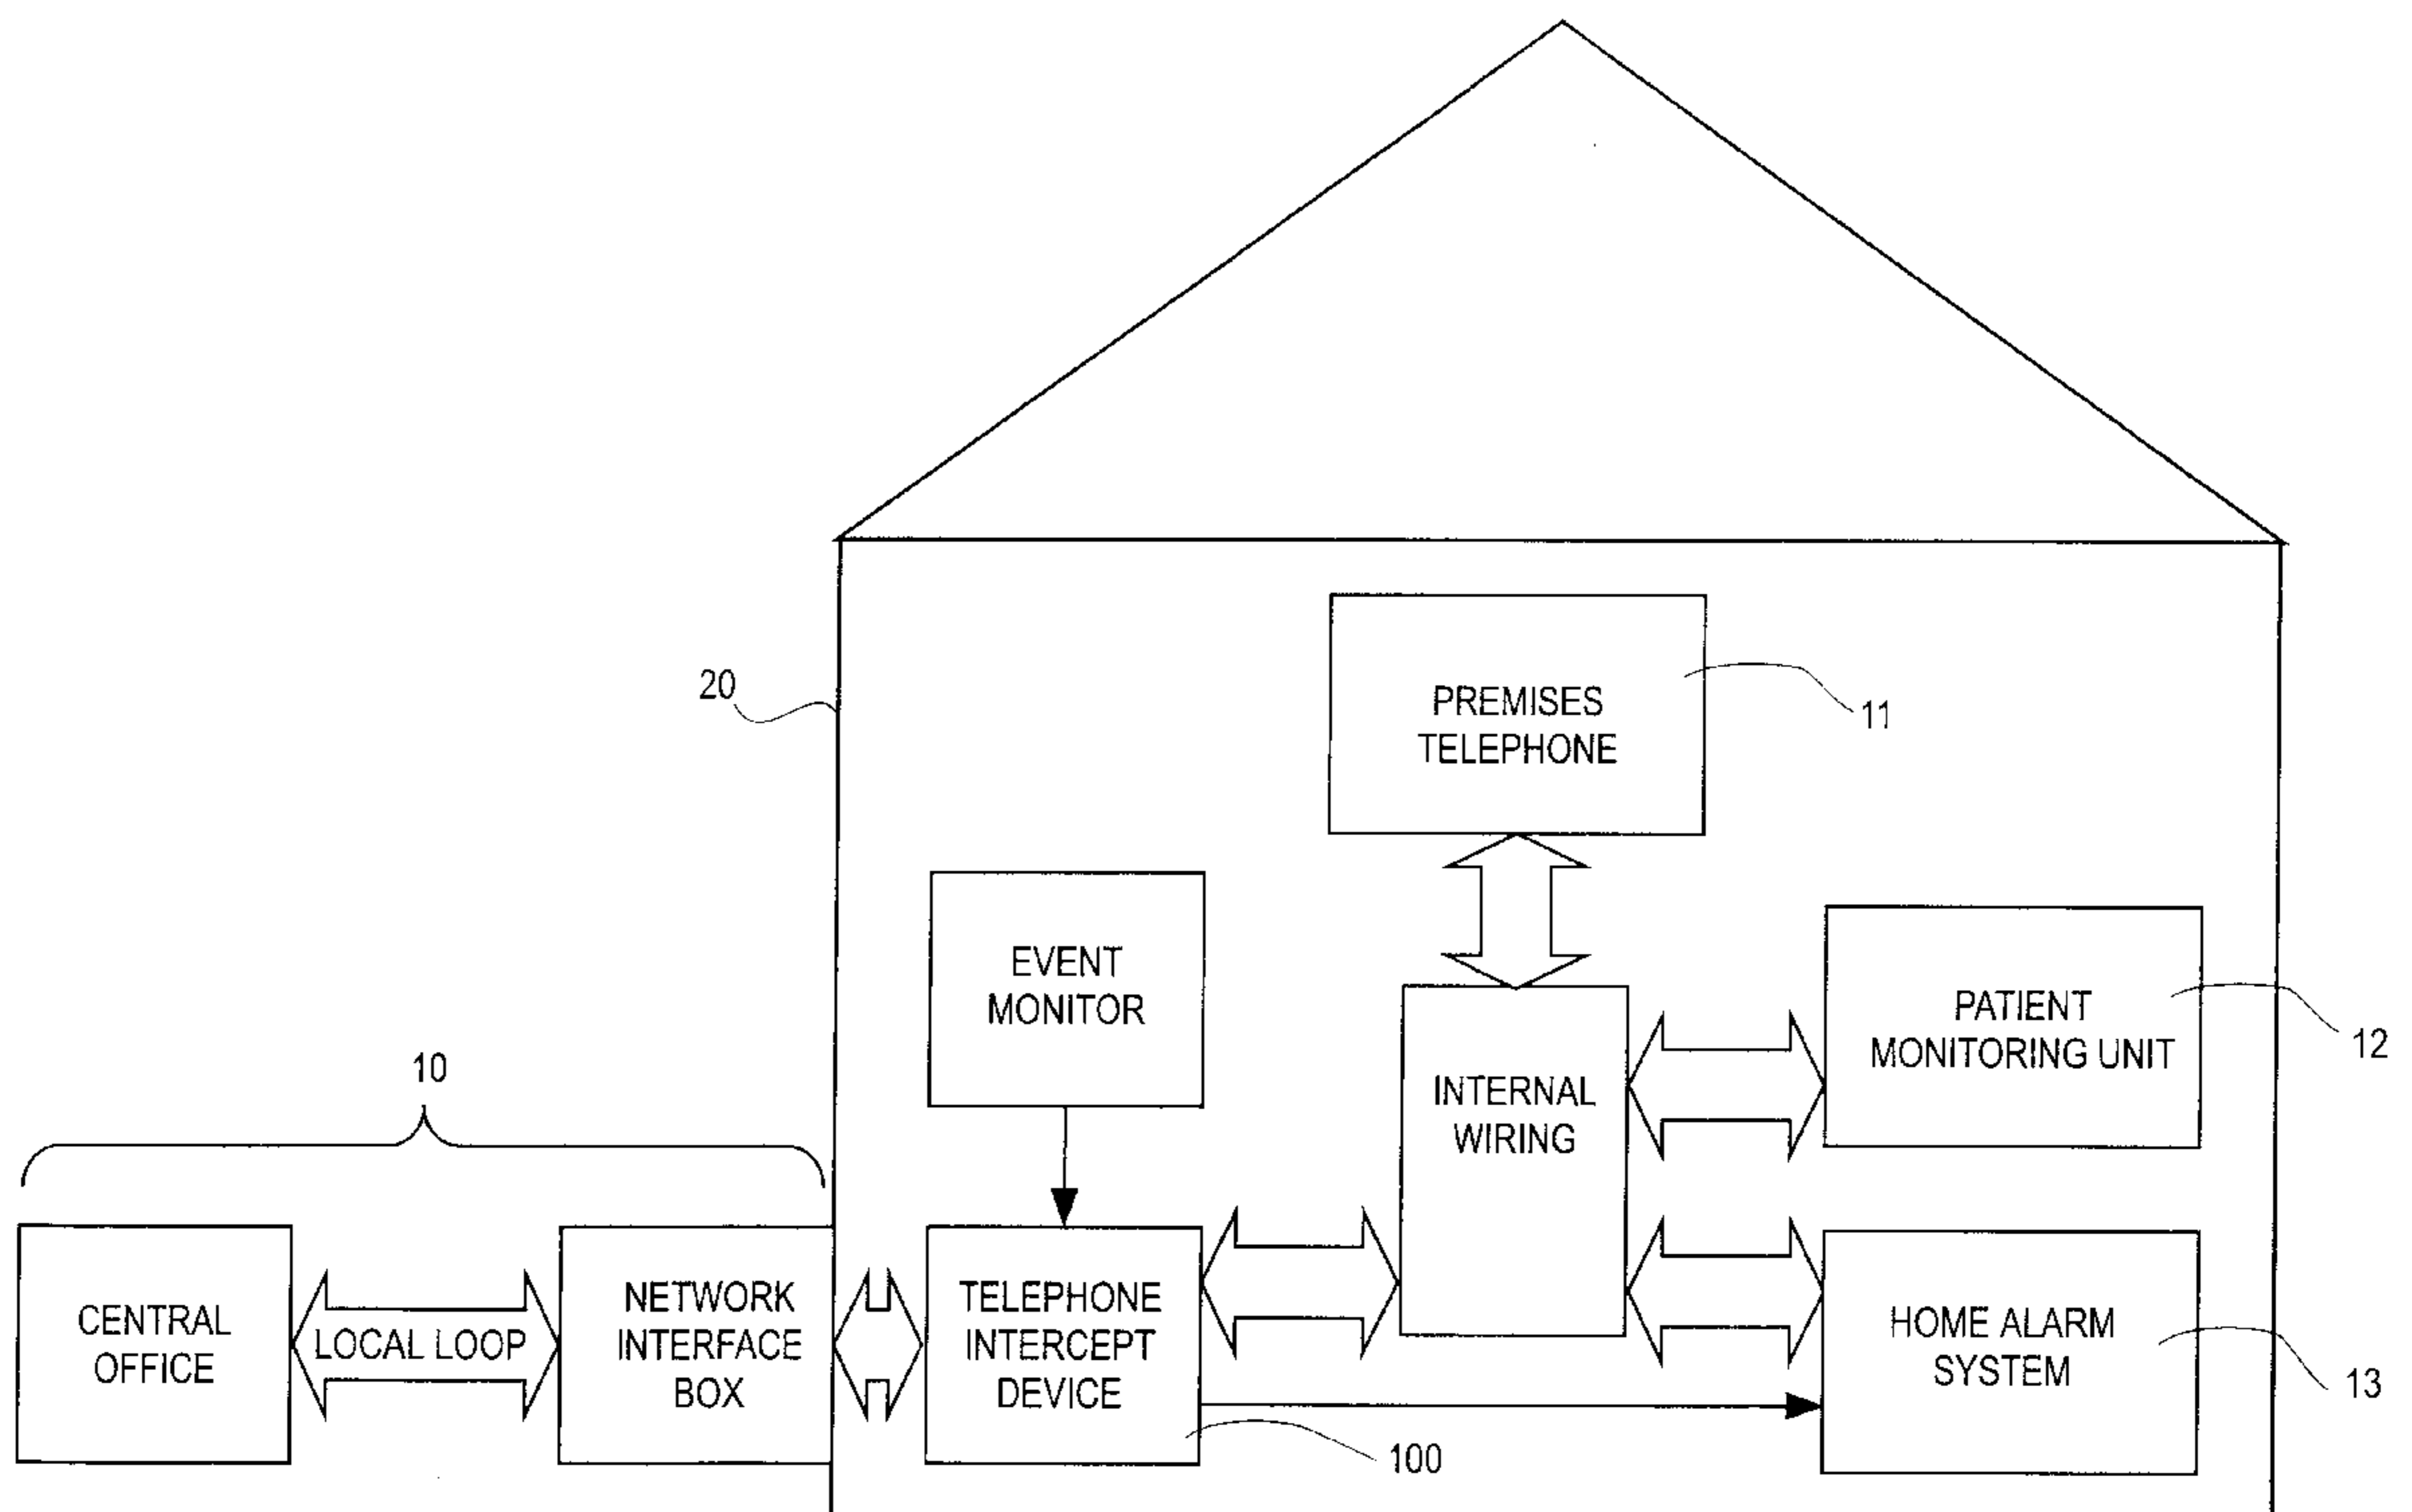 20
PREMISES
TELEPHONE
11
EVENT
MONITOR
PATIENT
MONITORING UNIT
12
10
INTERNAL
WIRING
CENTRAL
OFFICE
LOCAL LOOP
NETWORK
INTERFACE
BOX
TELEPHONE
INTERCEPT
DEVICE
HOME ALARM
SYSTEM
13
100